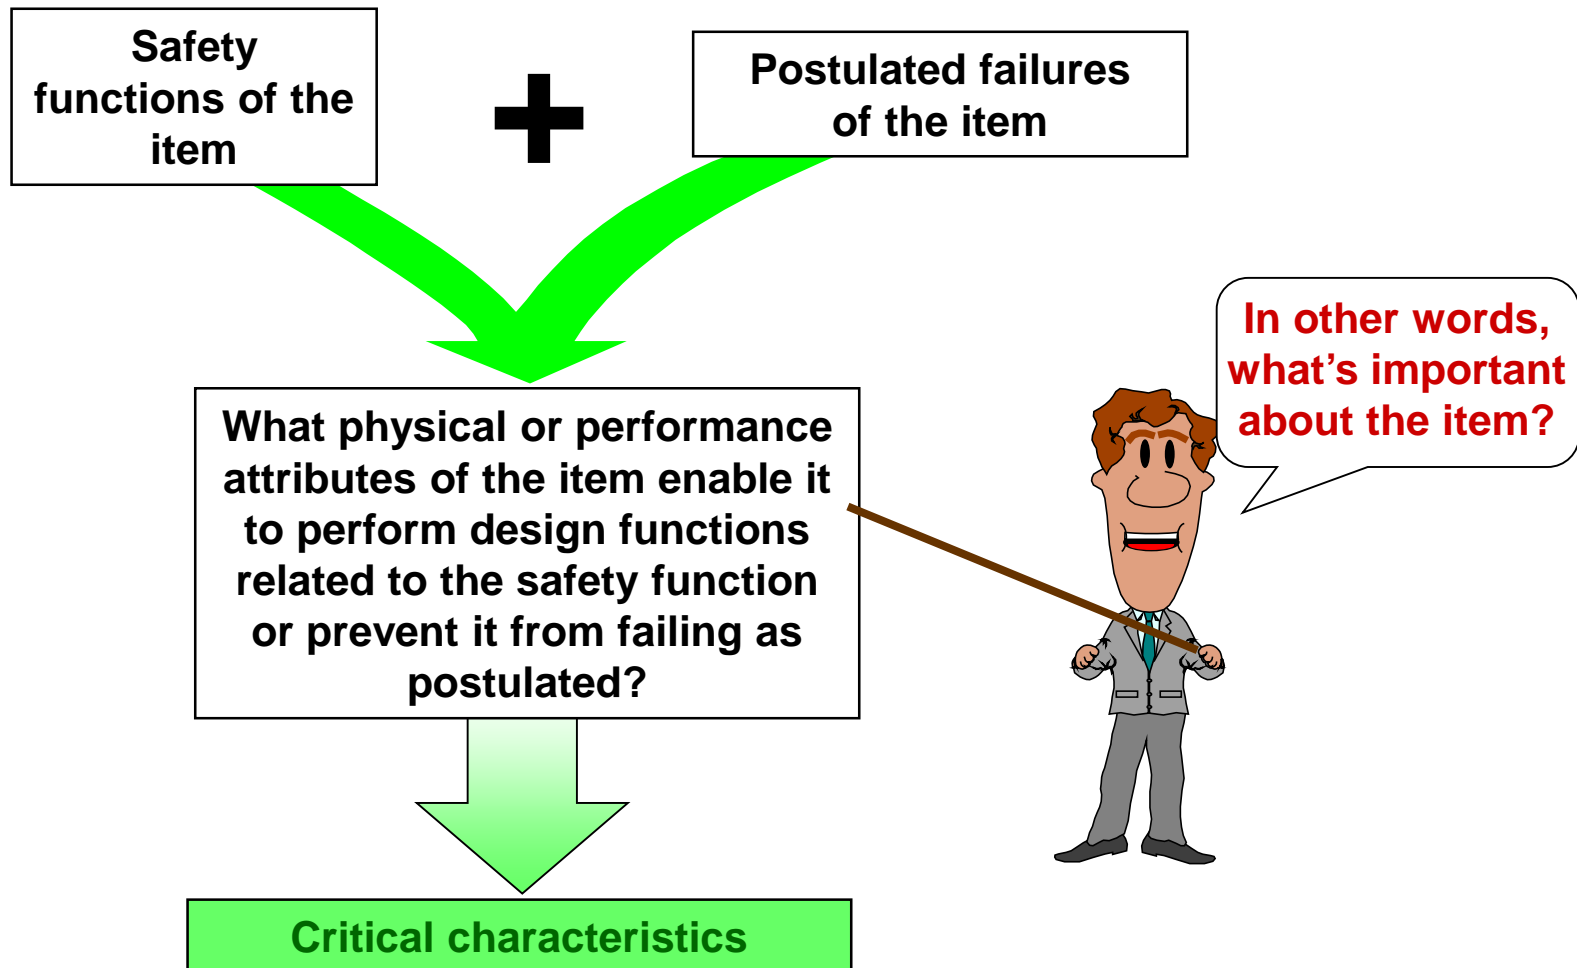 Safety
functions of the
item
Postulated failures
of the item
In other words,
what’s important
about the item?
What physical or performance
attributes of the item enable it
to perform design functions
related to the safety function
or prevent it from failing as
postulated?
Critical characteristics